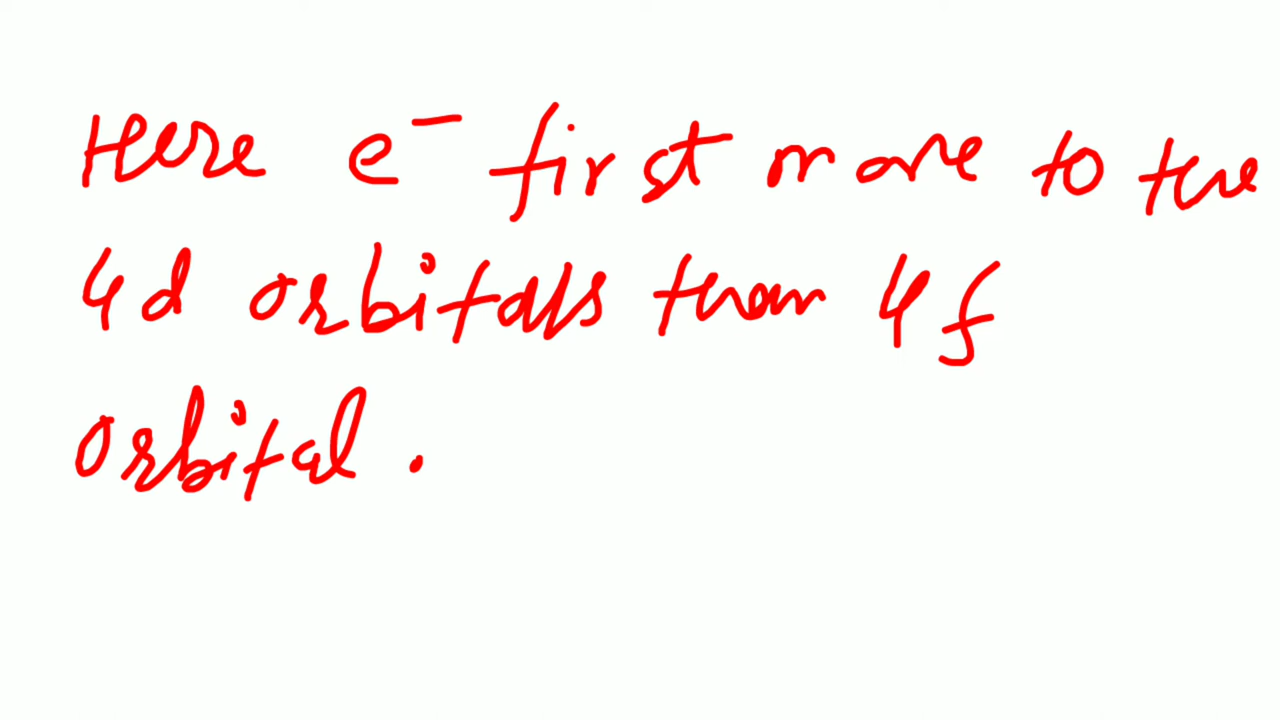 Here e⁻ first move to the
4d orbitals than 4f
orbital.